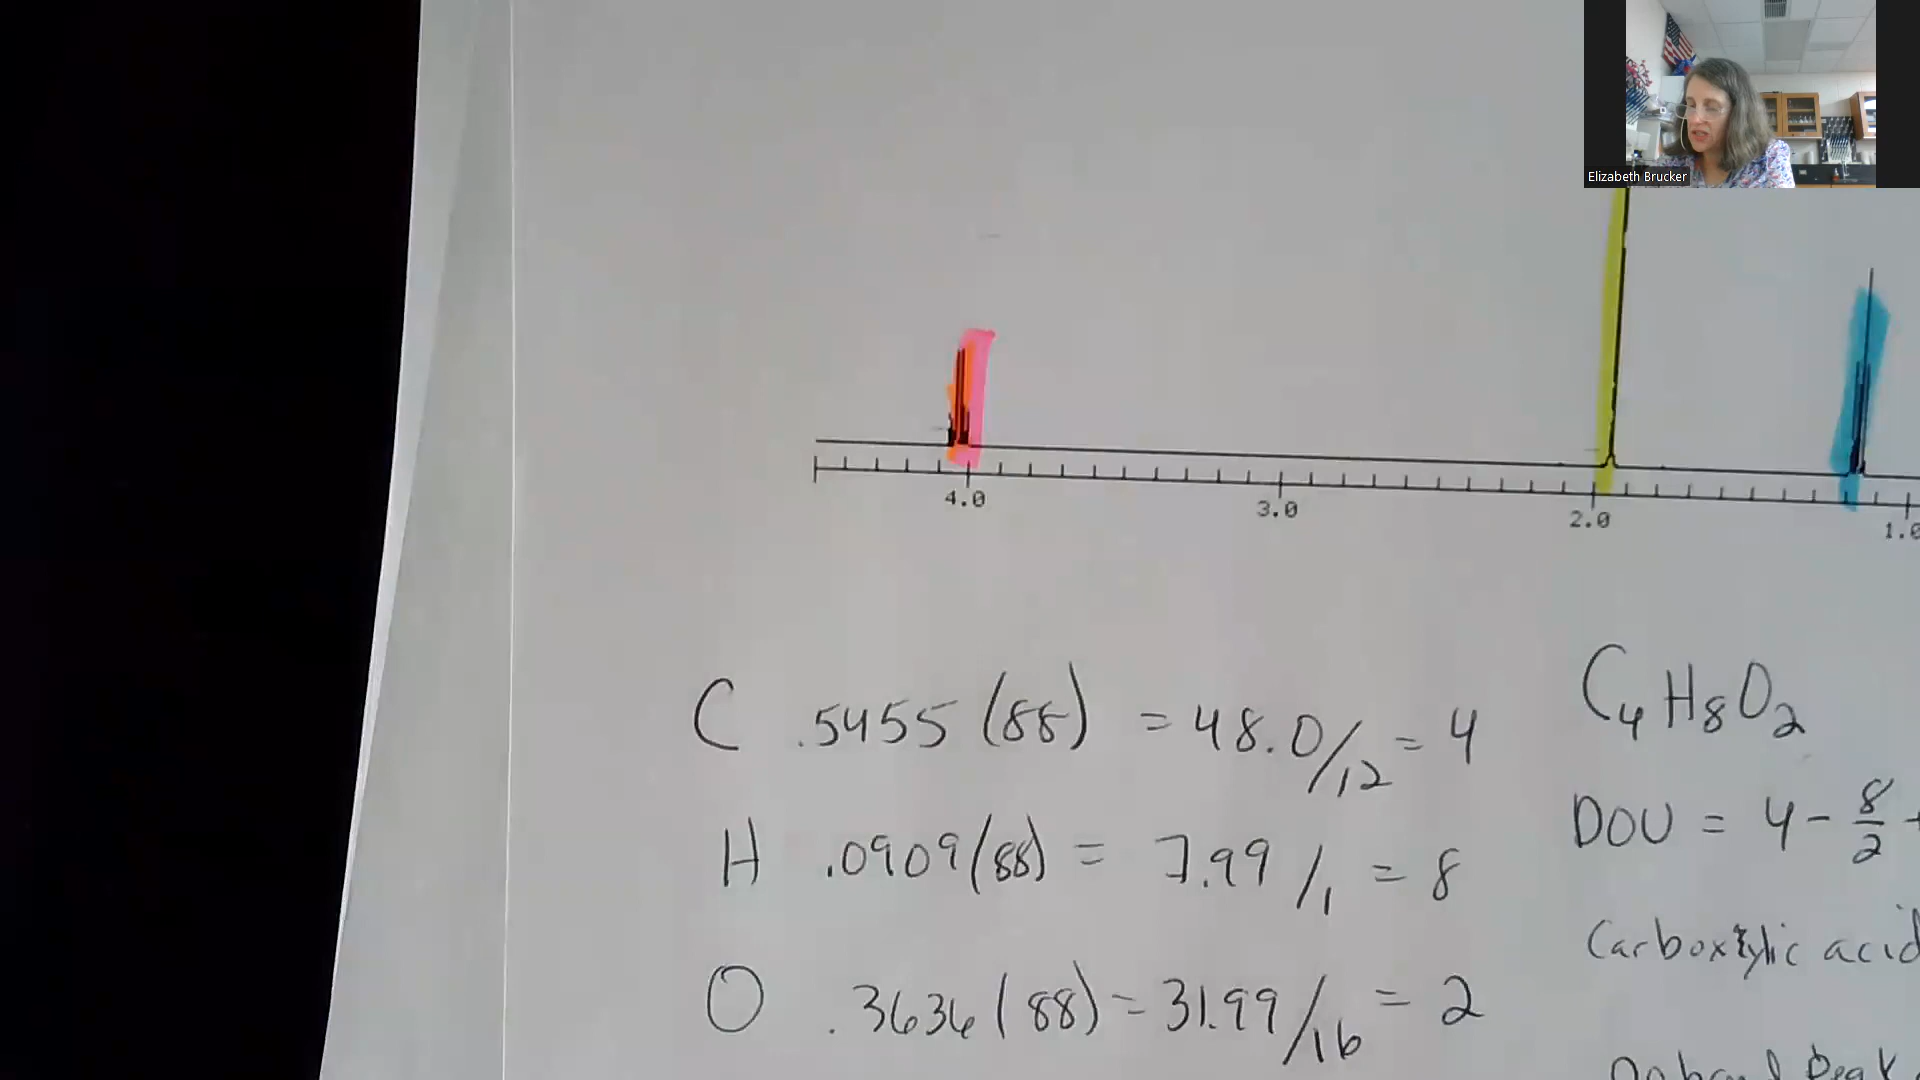 Elizabeth Brucker
4.0 3.0 2.0 1.0
C .5455 (88) = 48.0/12 = 4
C₄H₈O₂
H .0909 (88) = 7.99/1 = 8
DOU = 4 - 8/2 +
Carboxylic acid
O .3636 (88) = 31.99/16 = 2
Peak